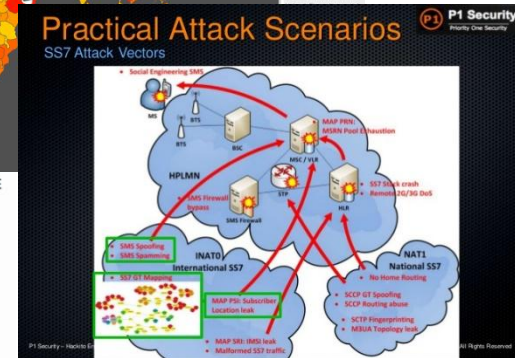 Practical Attack Scenarios
SS7 Attack Vectors
P1 P1 Security
Priority One Security
• Social Engineering SMS
MS
BTS
BTS
BSC
MSC / VLR
• MAP PRN:
MSRN Pool Exhaustion
HPLMN
• SMS Firewall
bypass
SMS Firewall
STP
HLR
• SS7 Stack crash
• Remote 2G/3G DoS
• SMS Spoofing
• SMS Spamming
• SS7 GT Mapping
INAT0
International SS7
• MAP PSI: Subscriber
Location leak
• MAP SRI: IMSI leak
• Malformed SS7 traffic
NAT1
National SS7
• No Home Routing
• SCCP GT Spoofing
• SCCP Routing abuse
• SCTP Fingerprinting
• M3UA Topology leak
P1 Security – Hackito
All Rights Reserved